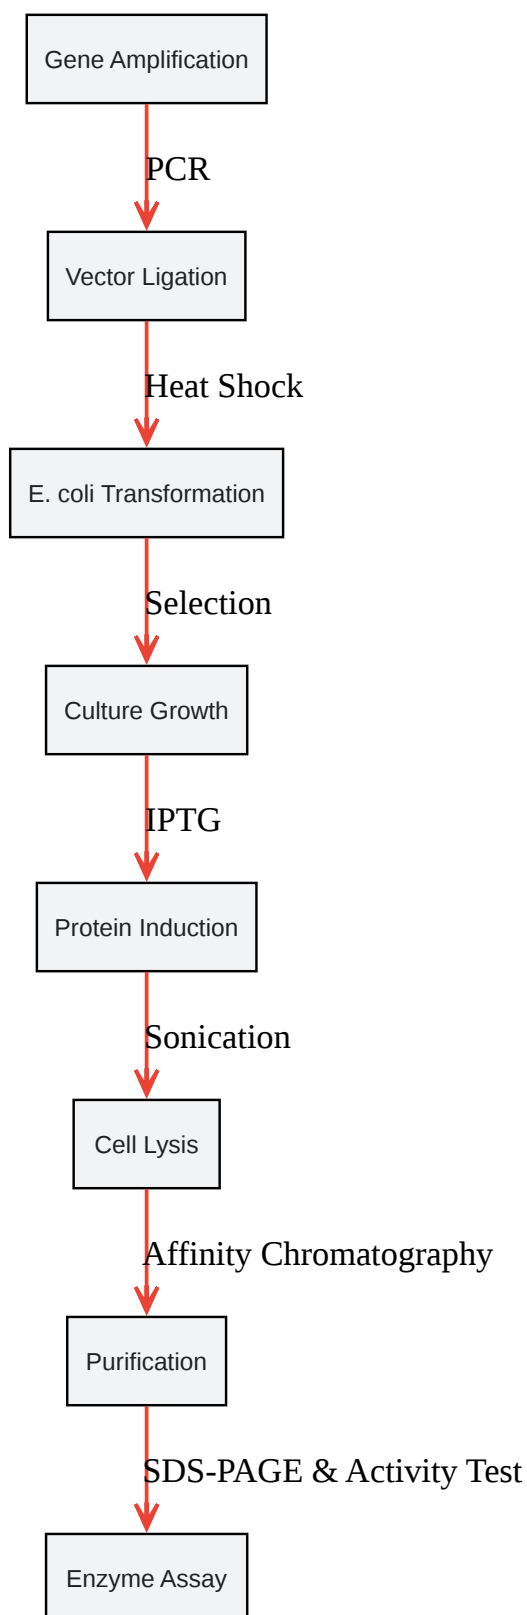 Gene Amplification
PCR
Vector Ligation
Heat Shock
E. coli Transformation
Selection
Culture Growth
IPTG
Protein Induction
Sonication
Cell Lysis
Affinity Chromatography
Purification
SDS-PAGE & Activity Test
Enzyme Assay